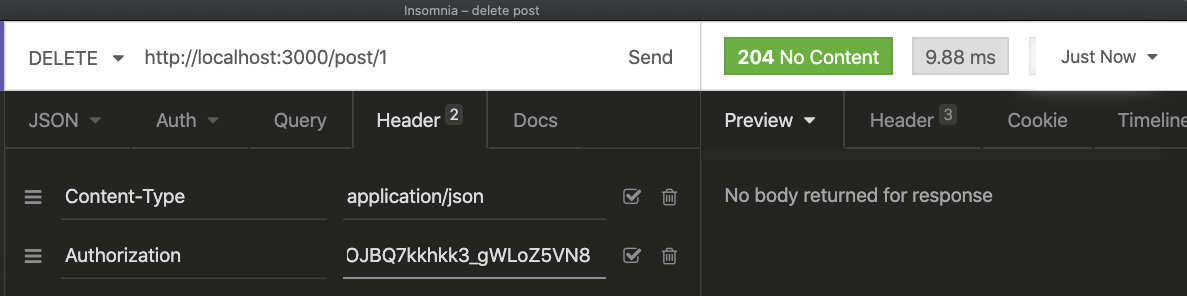 Insomnia – delete post
DELETE http://localhost:3000/post/1 Send 204 No Content 9.88 ms Just Now
JSON Auth Query Header 2 Docs Preview Header 3 Cookie Timeline
Content-Type application/json No body returned for response
Authorization OJBQ7kkhkk3_gWLoZ5VN8